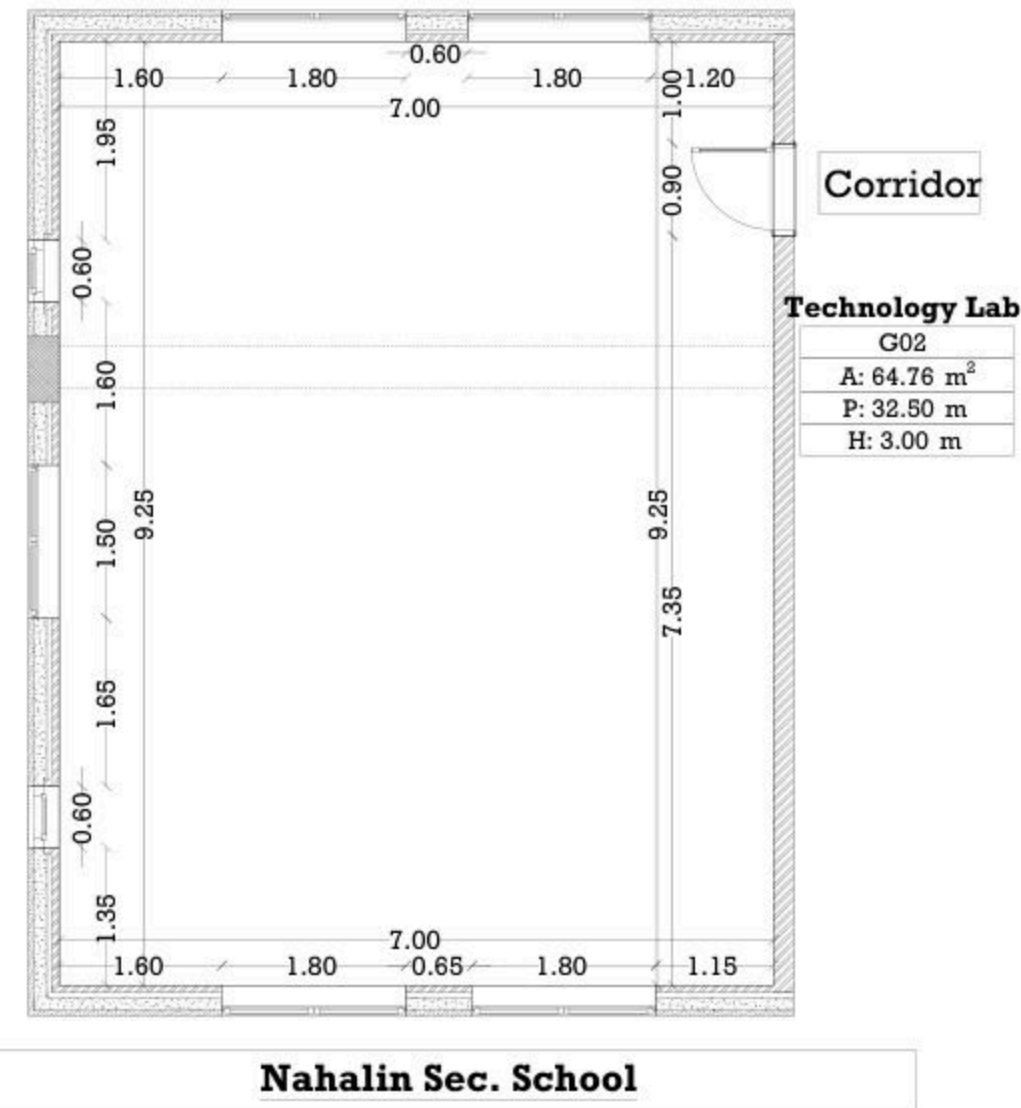 0.60
1.60 1.80 1.80 1.20
7.00
1.00
1.95
0.90
Corridor
0.60
Technology Lab
G02
A: 64.76 m²
P: 32.50 m
H: 3.00 m
1.60
9.25
9.25
1.50
7.35
1.65
0.60
1.35
7.00
1.60 1.80 0.65 1.80 1.15
Nahalin Sec. School